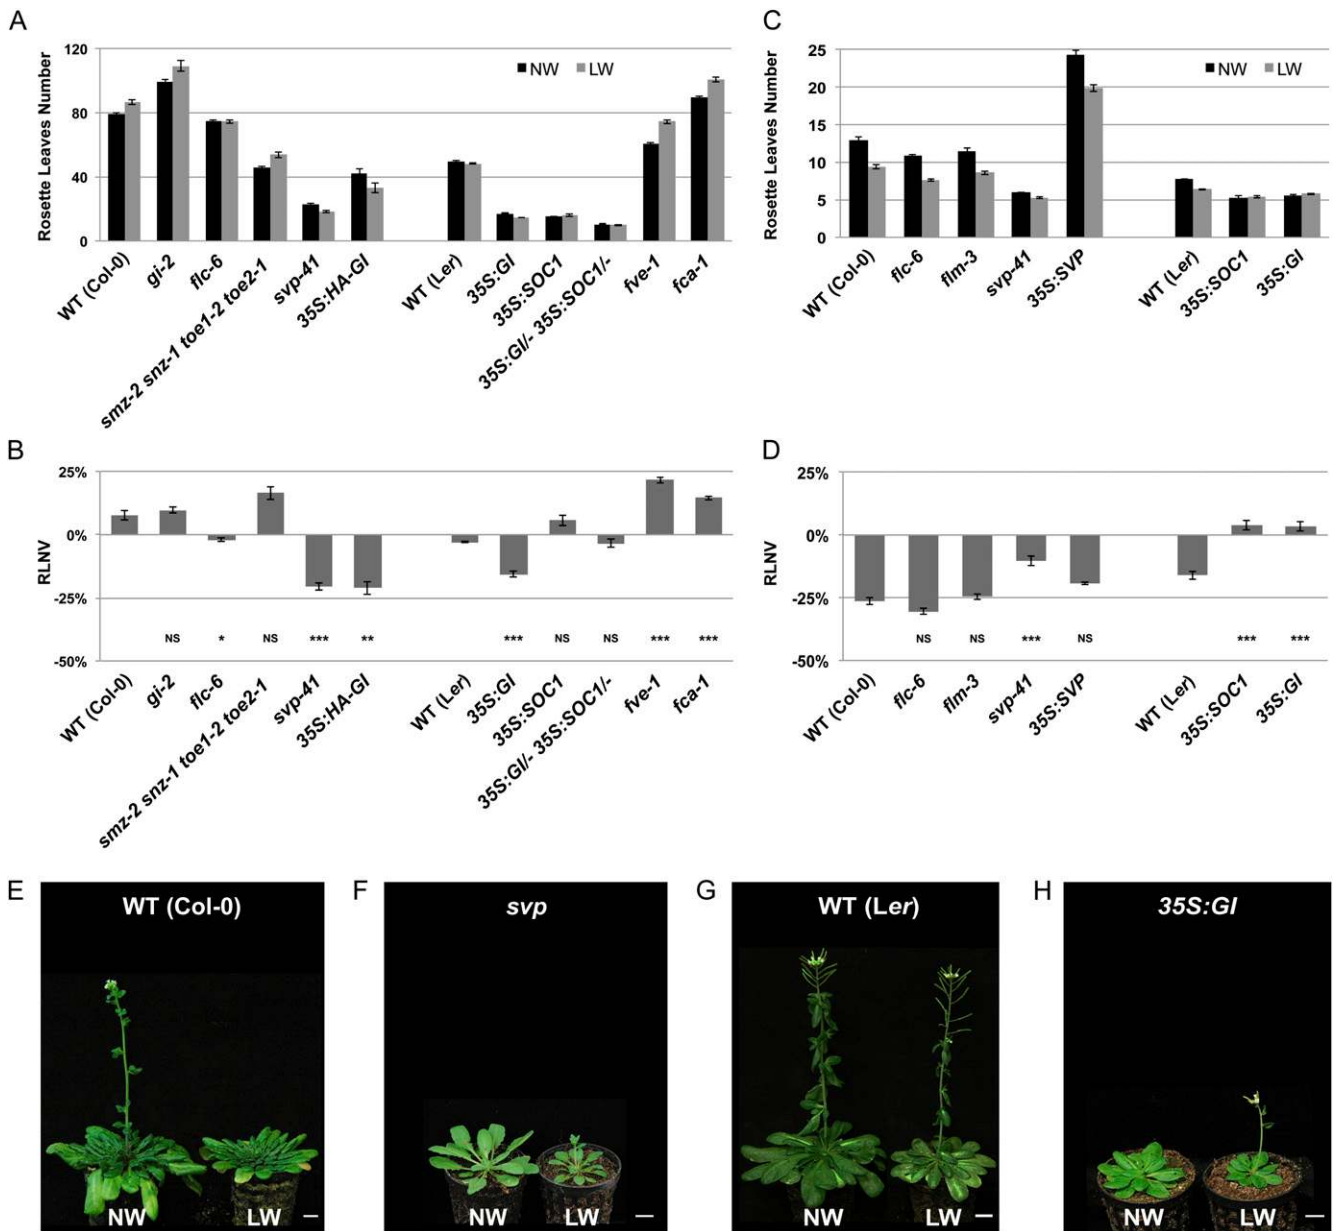 A
Rosette Leaves Number
120
80
40
0
NW LW
WT (Col-0)
gi-2
flc-6
smz-2 snz-1 toe1-2 toe2-1
svp-41
35S:HA-GI
WT (Ler)
35S:GI
35S:SOC1
35S:GI/- 35S:SOC1/-
fve-1
fca-1
C
Rosette Leaves Number
25
20
15
10
5
0
NW LW
WT (Col-0)
flc-6
flm-3
svp-41
35S:SVP
WT (Ler)
35S:SOC1
35S:GI
B
RLNV
25%
0%
-25%
-50%
NS * NS *** ** *** NS NS *** ***
WT (Col-0)
gi-2
flc-6
smz-2 snz-1 toe1-2 toe2-1
svp-41
35S:HA-GI
WT (Ler)
35S:GI
35S:SOC1
35S:GI/- 35S:SOC1/-
fve-1
fca-1
D
RLNV
25%
0%
-25%
-50%
NS NS *** NS *** ***
WT (Col-0)
flc-6
flm-3
svp-41
35S:SVP
WT (Ler)
35S:SOC1
35S:GI
E
WT (Col-0)
NW LW
F
svp
NW LW
G
WT (Ler)
NW LW
H
35S:GI
NW LW